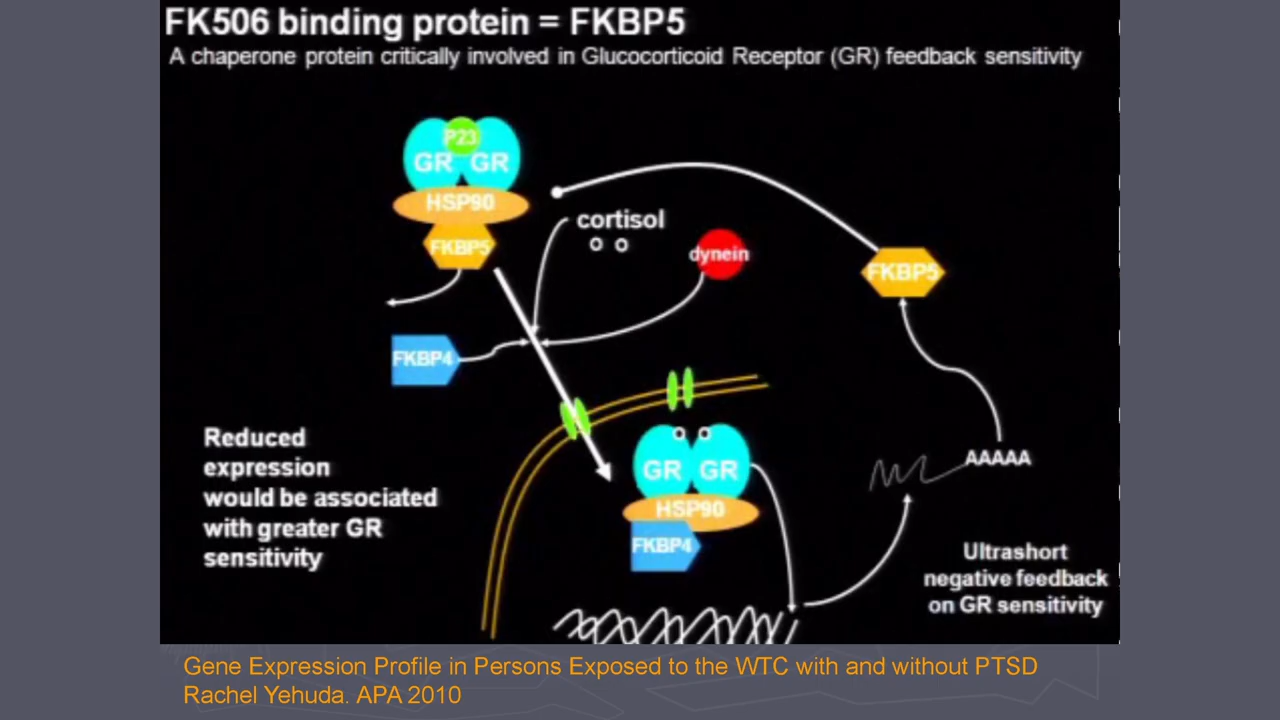 FK506 binding protein = FKBP5
A chaperone protein critically involved in Glucocorticoid Receptor (GR) feedback sensitivity
P23
GR GR
HSP90
FKBP5
cortisol
dynein
FKBP5
FKBP4
Reduced
expression
would be associated
with greater GR
sensitivity
GR GR
HSP90
FKBP4
AAAAA
Ultrashort
negative feedback
on GR sensitivity
Gene Expression Profile in Persons Exposed to the WTC with and without PTSD
Rachel Yehuda. APA 2010